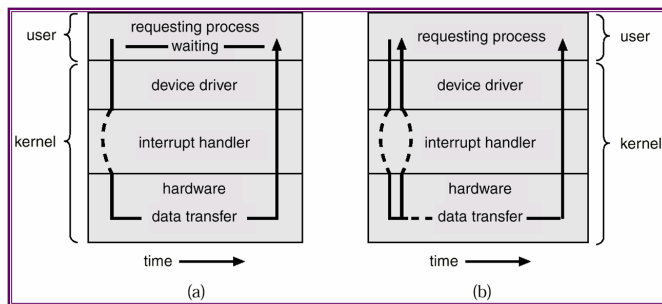 user
requesting process
waiting
device driver
kernel
interrupt handler
hardware
data transfer
time
(a)
requesting process
user
device driver
interrupt handler
kernel
hardware
data transfer
time
(b)